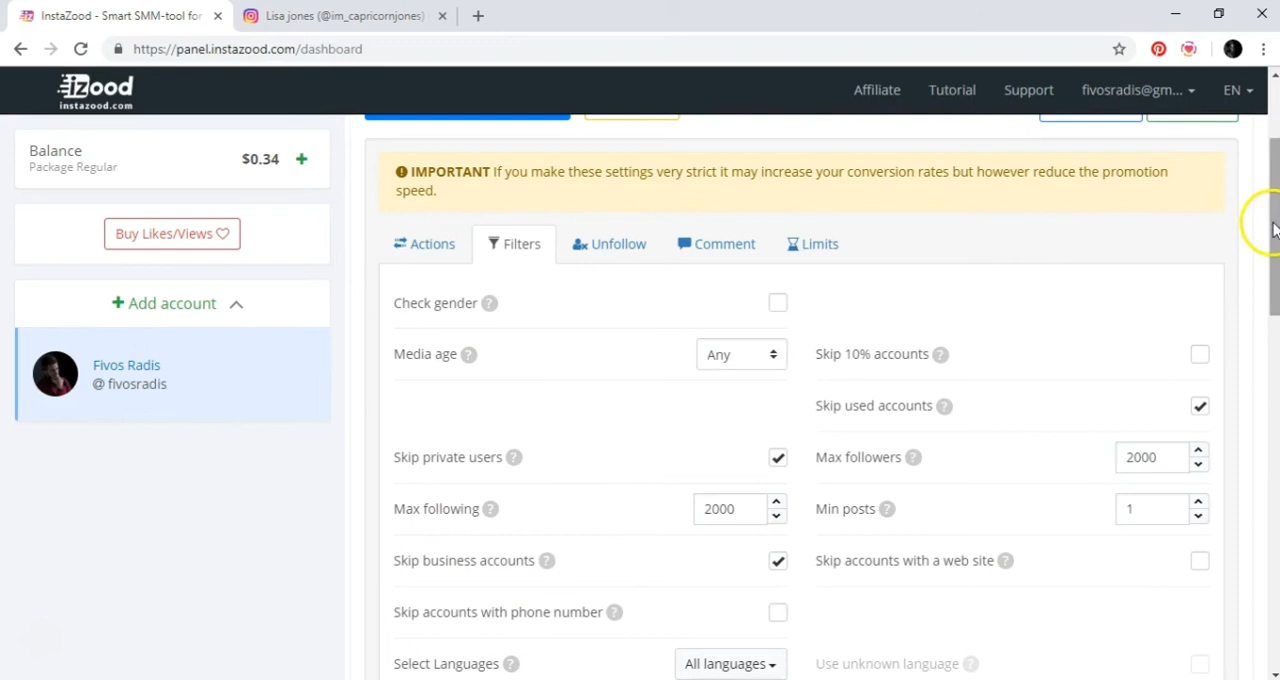 InstaZood - Smart SMM-tool for
Lisa jones (@im_capricornjones)
https://panel.instazood.com/dashboard
iZood
instazood.com
Affiliate
Tutorial
Support
fivosradis@gm...
EN
Balance
Package Regular
$0.34
Buy Likes/Views
Add account
Fivos Radis
@ fivosradis
IMPORTANT If you make these settings very strict it may increase your conversion rates but however reduce the promotion
speed.
Actions
Filters
Unfollow
Comment
Limits
Check gender ?
Media age ? Any
Skip 10% accounts ?
Skip used accounts ?
Skip private users ?
Max followers ? 2000
Max following ? 2000
Min posts ? 1
Skip business accounts ?
Skip accounts with a web site ?
Skip accounts with phone number ?
Select Languages ? All languages
Use unknown language ?